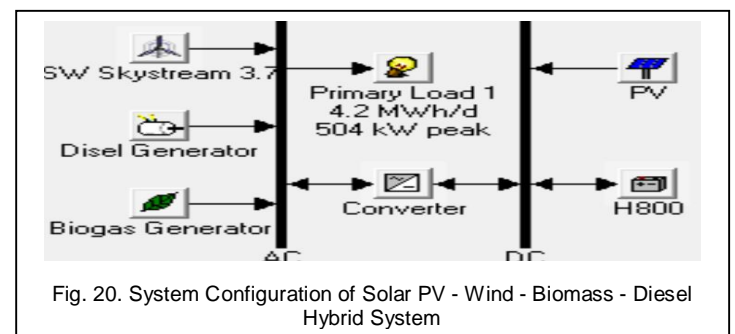 SW Skystream 3.7
Primary Load 1
4.2 MWh/d
504 kW peak
PV
Disel Generator
Biogas Generator
Converter
H800
AC
DC
Fig. 20. System Configuration of Solar PV - Wind - Biomass - Diesel
Hybrid System